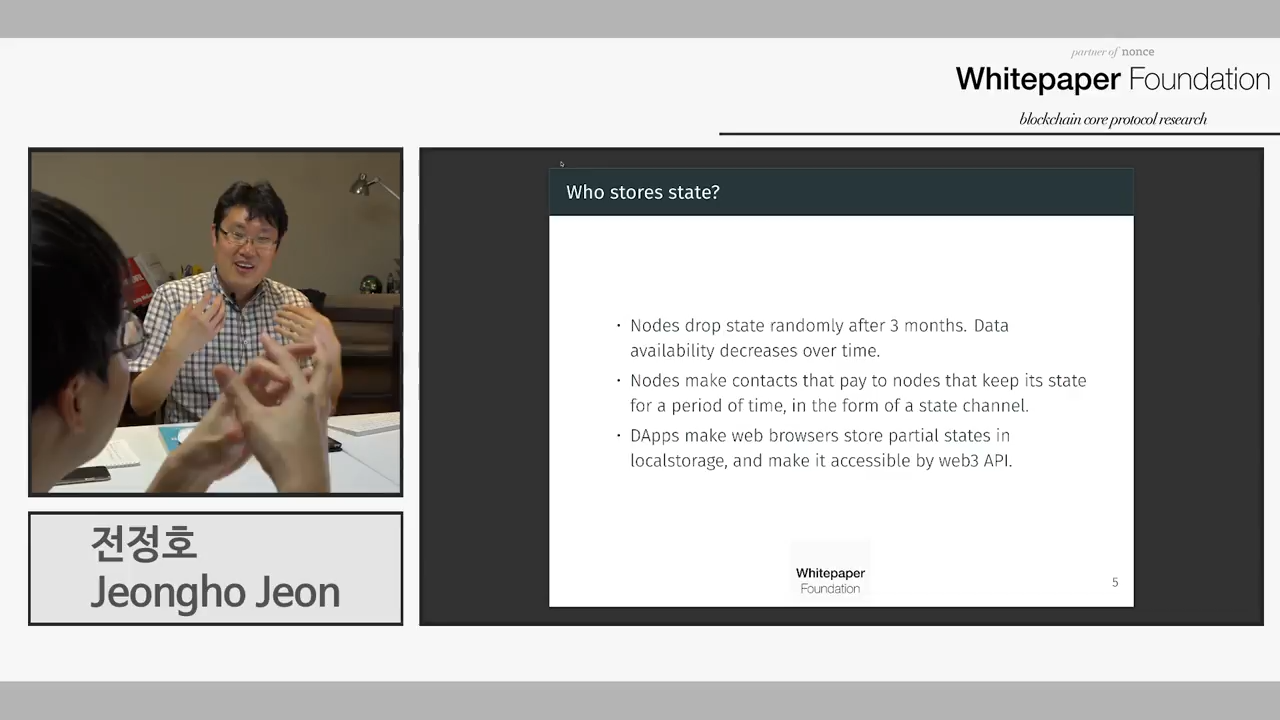 partner of nonce
Whitepaper Foundation
blockchain core protocol research
Who stores state?
· Nodes drop state randomly after 3 months. Data
availability decreases over time.
· Nodes make contacts that pay to nodes that keep its state
for a period of time, in the form of a state channel.
· DApps make web browsers store partial states in
localstorage, and make it accessible by web3 API.
Whitepaper
Foundation
5
전정호
Jeongho Jeon